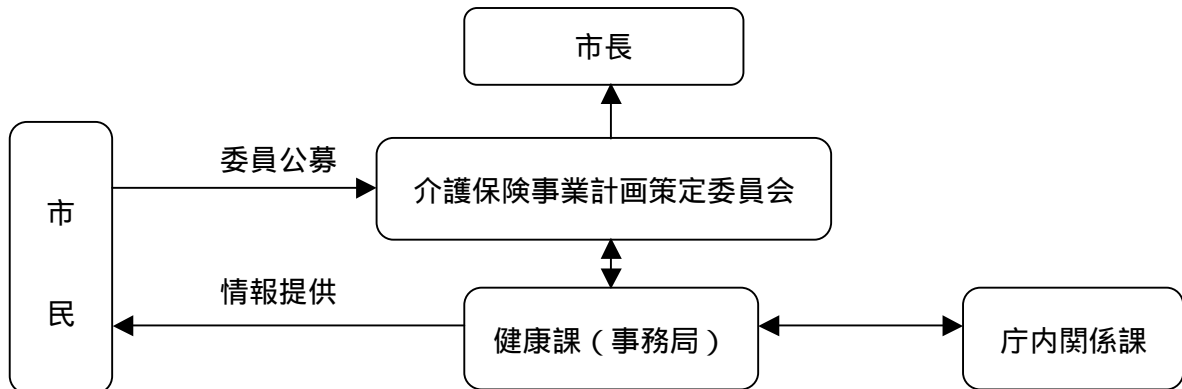 市長
委員公募
介護保険事業計画策定委員会
市
民
情報提供
健康課(事務局)
庁内関係課